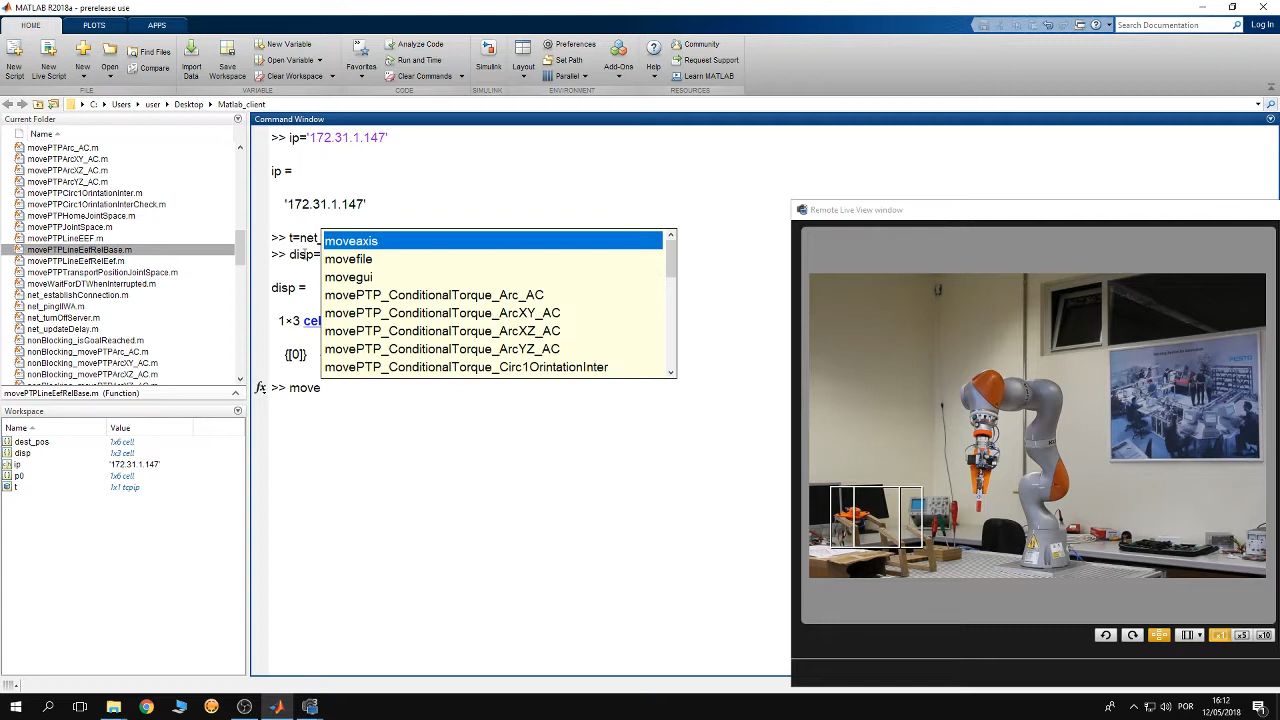 MATLAB R2018a - prerelease use
HOME
PLOTS
APPS
Search Documentation
Log In
New
Script
New
Live Script
New
Open
Find Files
Compare
Import
Data
Save
Workspace
New Variable
Open Variable
Clear Workspace
Favorites
Analyze Code
Run and Time
Clear Commands
Simulink
Layout
Preferences
Set Path
Parallel
Add-Ons
Help
Community
Request Support
Learn MATLAB
FILE
VARIABLE
CODE
SIMULINK
ENVIRONMENT
RESOURCES
C: Users user Desktop Matlab_client
Current Folder
Name
movePTPArc_AC.m
movePTPArcXY_AC.m
movePTPArcXZ_AC.m
movePTPArcYZ_AC.m
movePTPCirc1OrintationInter.m
movePTPCirc1OrintationInterCheck.m
movePTPHomeJointSpace.m
movePTPJointSpace.m
movePTPLineEEF.m
movePTPLineEefRelBase.m
movePTPLineEefRelEef.m
movePTPTransportPositionJointSpace.m
moveWaitForDTWhenInterrupted.m
net_establishConnection.m
net_pingIIWA.m
net_turnOffServer.m
net_updateDelay.m
nonBlocking_isGoalReached.m
nonBlocking_movePTPArc_AC.m
nonBlocking_movePTPArcXY_AC.m
nonBlocking_movePTPArcXZ_AC.m
movePTPLineEefRelBase.m (Function)
Workspace
Name
Value
dest_pos
1x6 cell
disp
1x3 cell
ip
'172.31.1.147'
p0
1x6 cell
t
1x1 tcpip
Command Window
>> ip='172.31.1.147'
ip =
'172.31.1.147'
>> t=net_
>> disp=
disp =
1×3 cel
{[0]}
fx >> move
moveaxis
movefile
movegui
movePTP_ConditionalTorque_Arc_AC
movePTP_ConditionalTorque_ArcXY_AC
movePTP_ConditionalTorque_ArcXZ_AC
movePTP_ConditionalTorque_ArcYZ_AC
movePTP_ConditionalTorque_Circ1OrintationInter
Remote Live View window
FESTO
x1
x5
x10
POR
16:12
12/05/2018